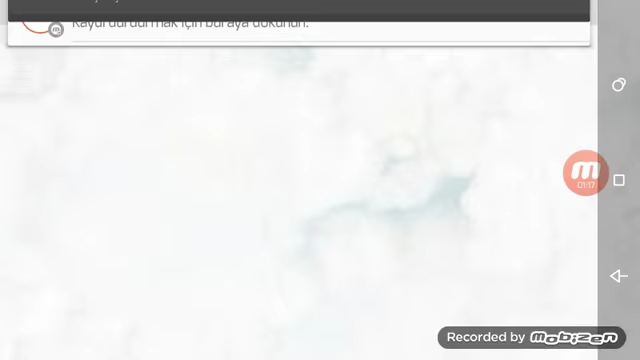 Kaydı durdurmak için buraya dokunun.
01:17
Recorded by mobizen